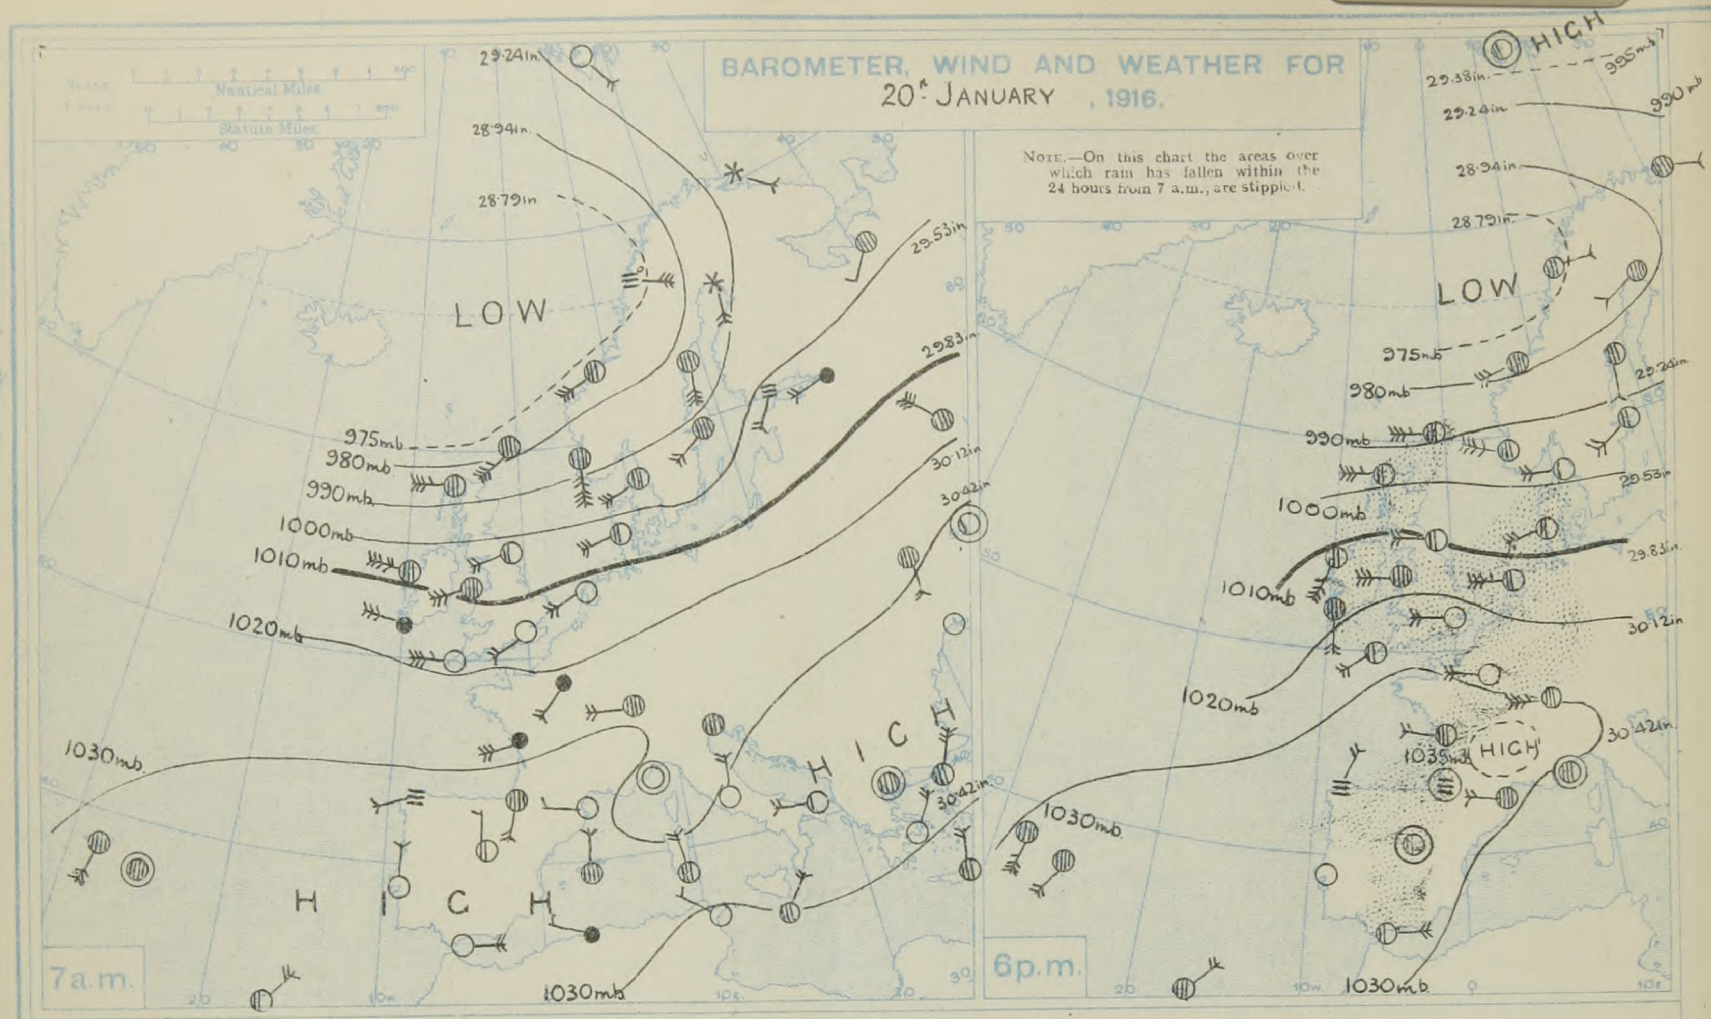 BAROMETER, WIND AND WEATHER FOR
20th JANUARY , 1916.
Nautical Miles
Statute Miles
29.24in.
28.94in.
28.79in
LOW
29.53in
29.83in
30.12in
30.42in
975mb
980mb
990mb
1000mb
1010mb
1020mb
1030mb.
HIGH
30.42in
HIGH
1030mb
7a.m.
NOTE.—On this chart the areas over
which rain has fallen within the
24 hours from 7 a.m., are stippled.
HIGH
29.38in.
995mb
29.24in
990mb
28.94in
28.79in.
LOW
975mb
980mb
29.24in
990mb
29.53in
1000mb
29.83in.
1010mb
30.12in
1020mb
30.42in.
1035mb
HIGH
1030mb.
1030mb.
6p.m.